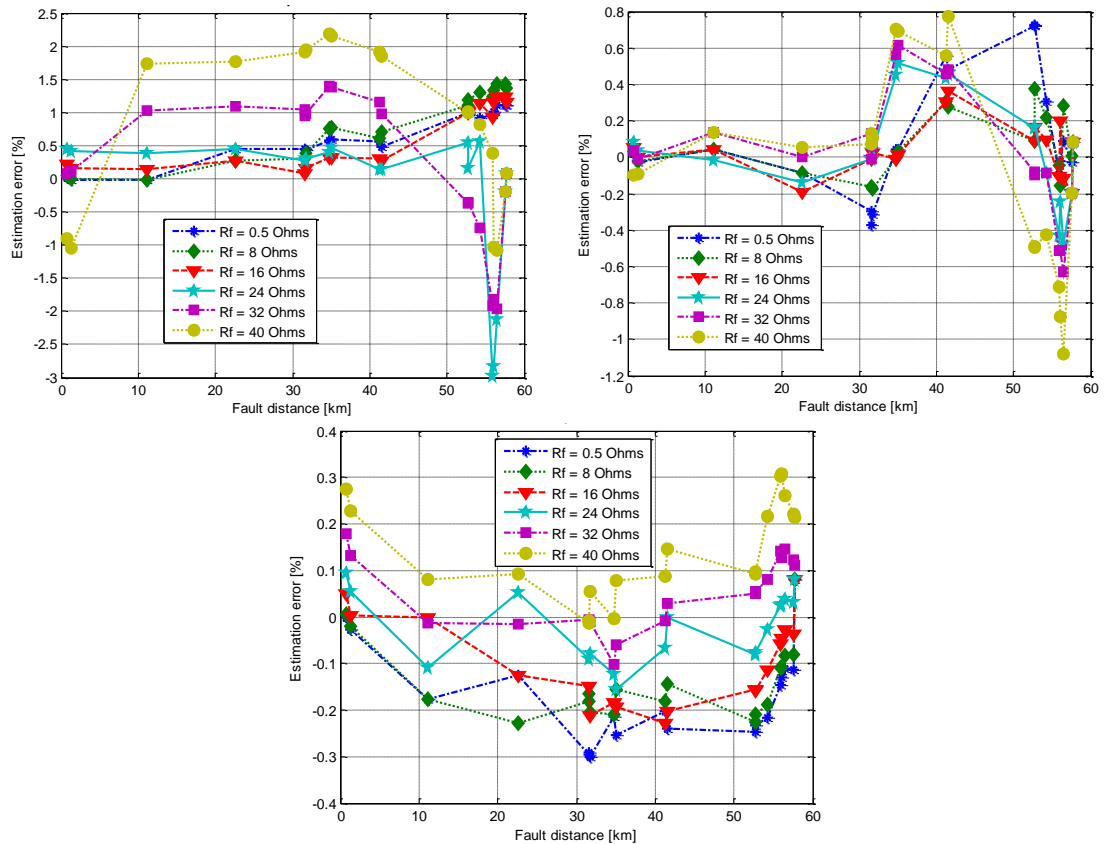 2.5
2
1.5
1
0.5
0
-0.5
-1
-1.5
-2
-2.5
-3
Estimation error [%]
Rf = 0.5 Ohms
Rf = 8 Ohms
Rf = 16 Ohms
Rf = 24 Ohms
Rf = 32 Ohms
Rf = 40 Ohms
0 10 20 30 40 50 60
Fault distance [km]
0.8
0.6
0.4
0.2
0
-0.2
-0.4
-0.6
-0.8
-1
-1.2
Estimation error [%]
Rf = 0.5 Ohms
Rf = 8 Ohms
Rf = 16 Ohms
Rf = 24 Ohms
Rf = 32 Ohms
Rf = 40 Ohms
0 10 20 30 40 50 60
Fault distance [km]
0.4
0.3
0.2
0.1
0
-0.1
-0.2
-0.3
-0.4
Estimation error [%]
Rf = 0.5 Ohms
Rf = 8 Ohms
Rf = 16 Ohms
Rf = 24 Ohms
Rf = 32 Ohms
Rf = 40 Ohms
0 10 20 30 40 50 60
Fault distance [km]